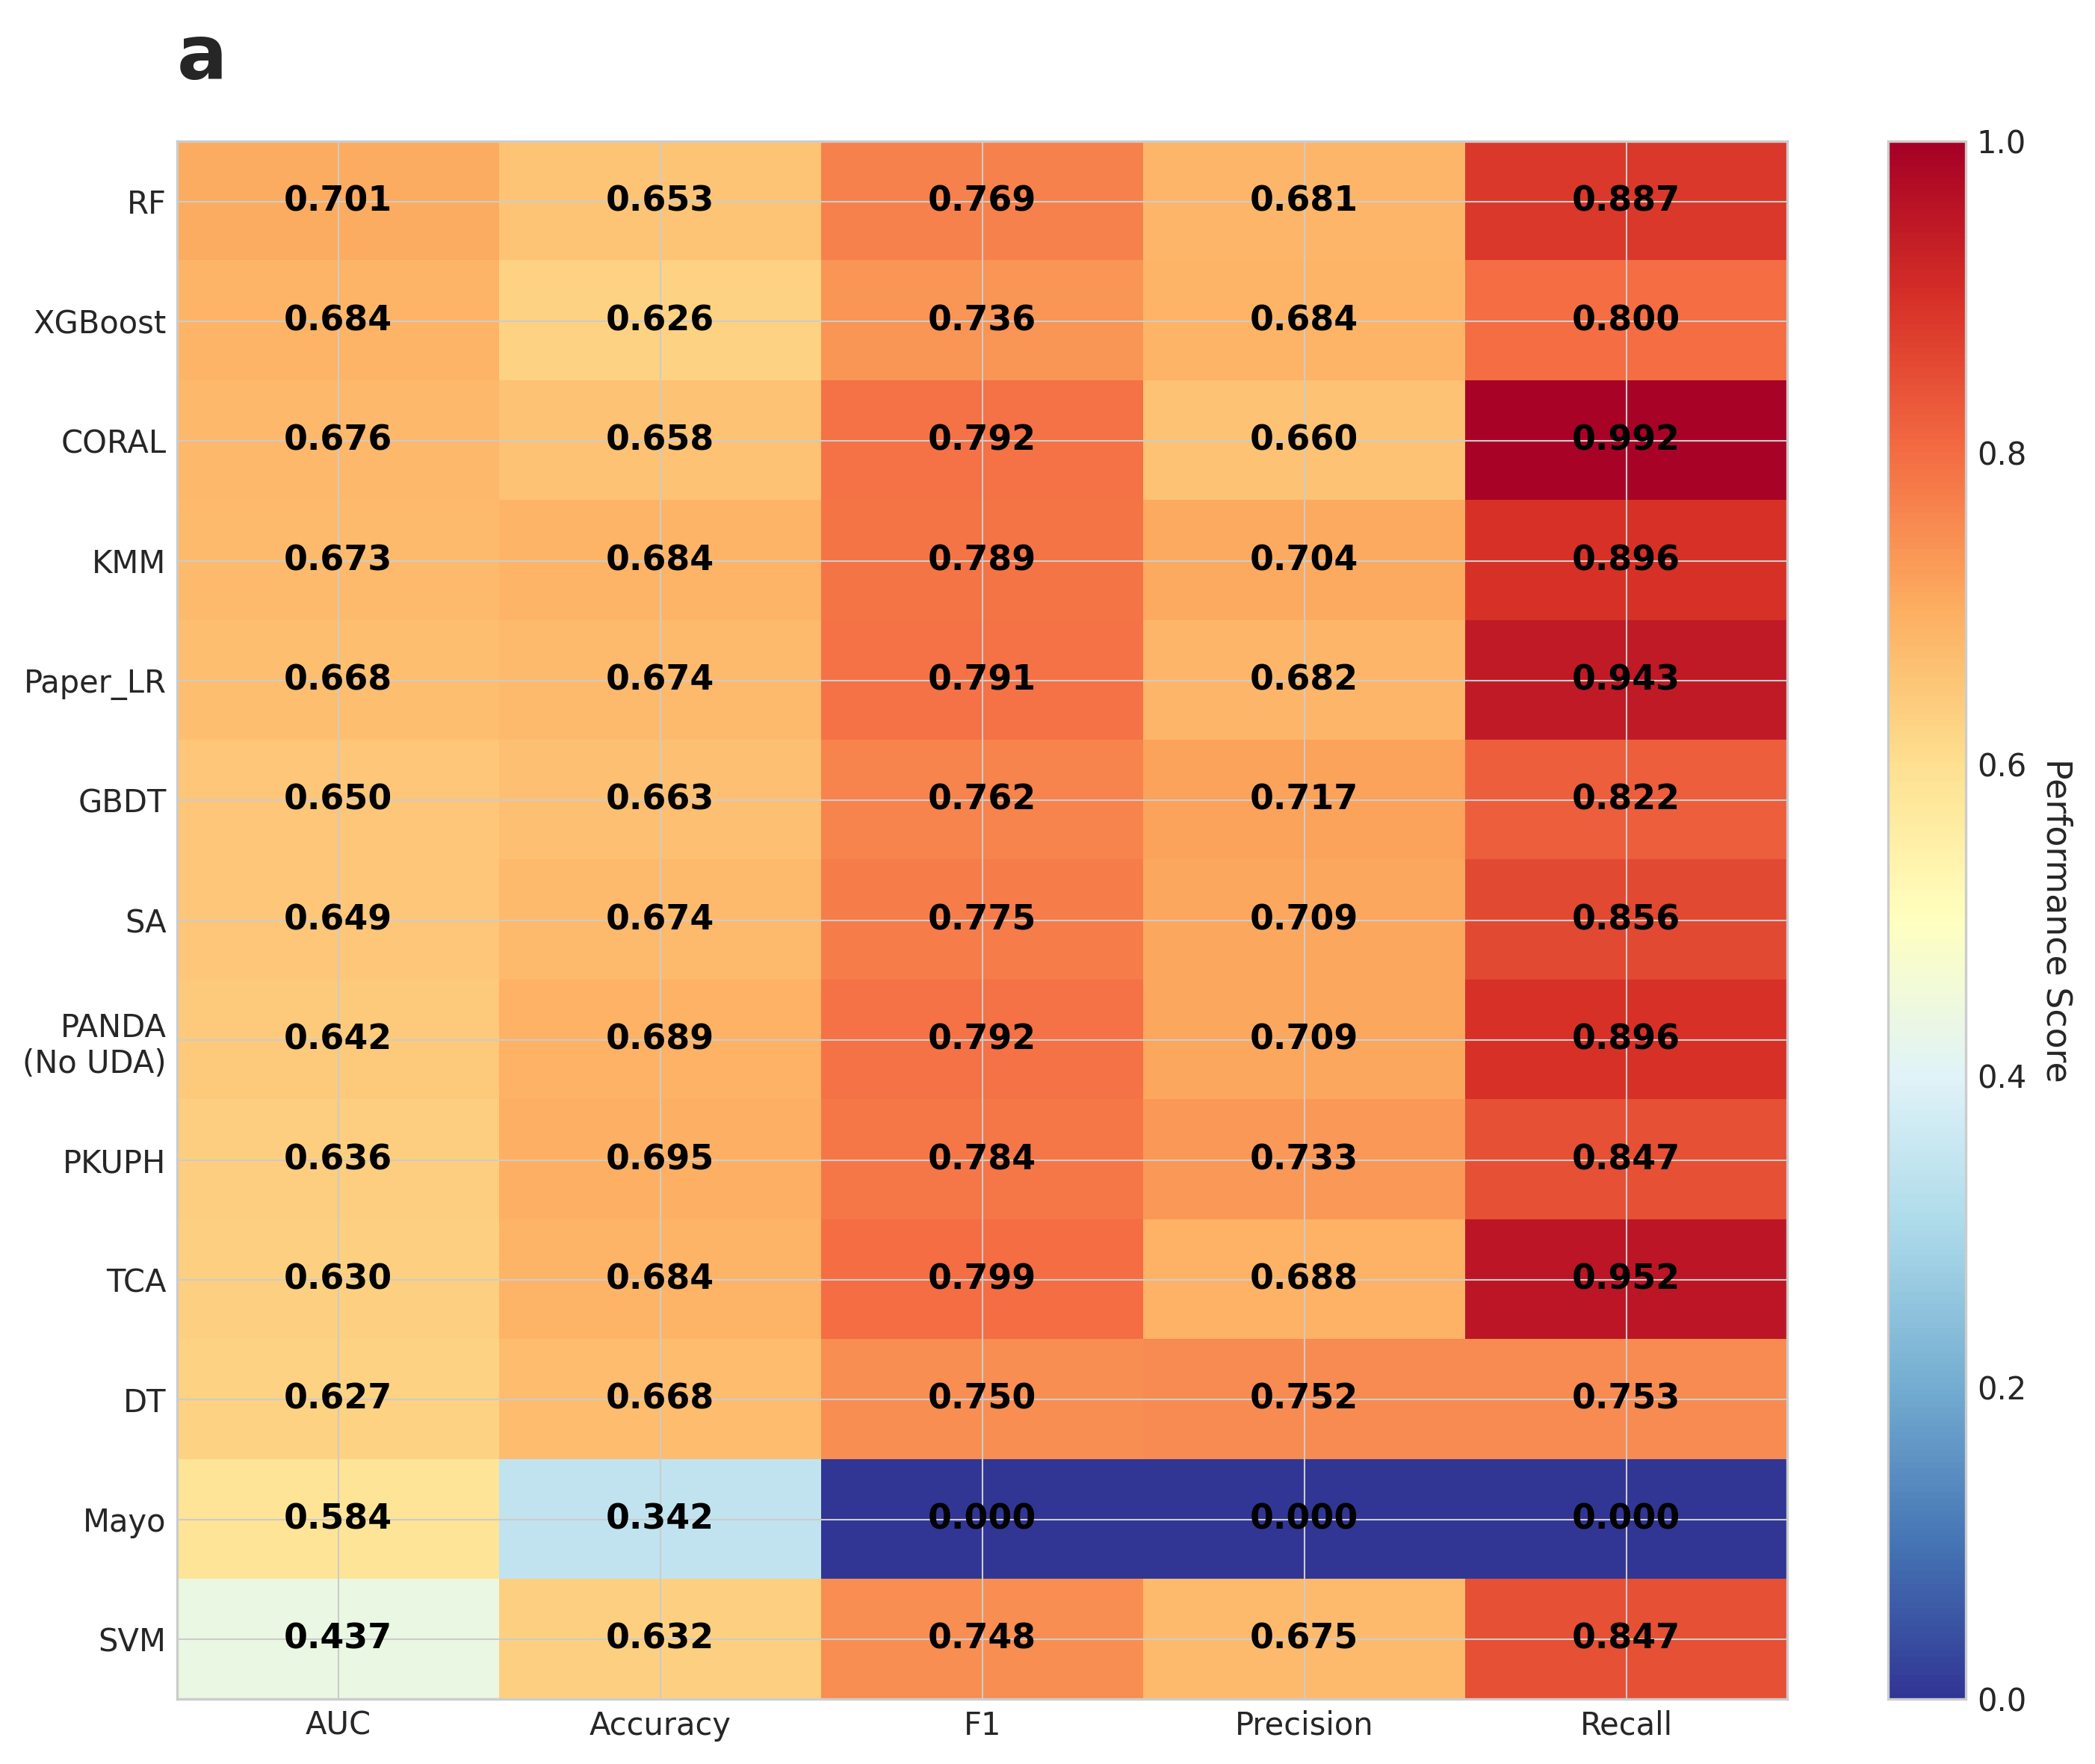 a
RF 0.701 0.653 0.769 0.681 0.887
XGBoost 0.684 0.626 0.736 0.684 0.800
CORAL 0.676 0.658 0.792 0.660 0.992
KMM 0.673 0.684 0.789 0.704 0.896
Paper_LR 0.668 0.674 0.791 0.682 0.943
GBDT 0.650 0.663 0.762 0.717 0.822
SA 0.649 0.674 0.775 0.709 0.856
PANDA
(No UDA) 0.642 0.689 0.792 0.709 0.896
PKUPH 0.636 0.695 0.784 0.733 0.847
TCA 0.630 0.684 0.799 0.688 0.952
DT 0.627 0.668 0.750 0.752 0.753
Mayo 0.584 0.342 0.000 0.000 0.000
SVM 0.437 0.632 0.748 0.675 0.847
AUC Accuracy F1 Precision Recall
1.0
0.8
0.6
0.4
0.2
0.0
Performance Score